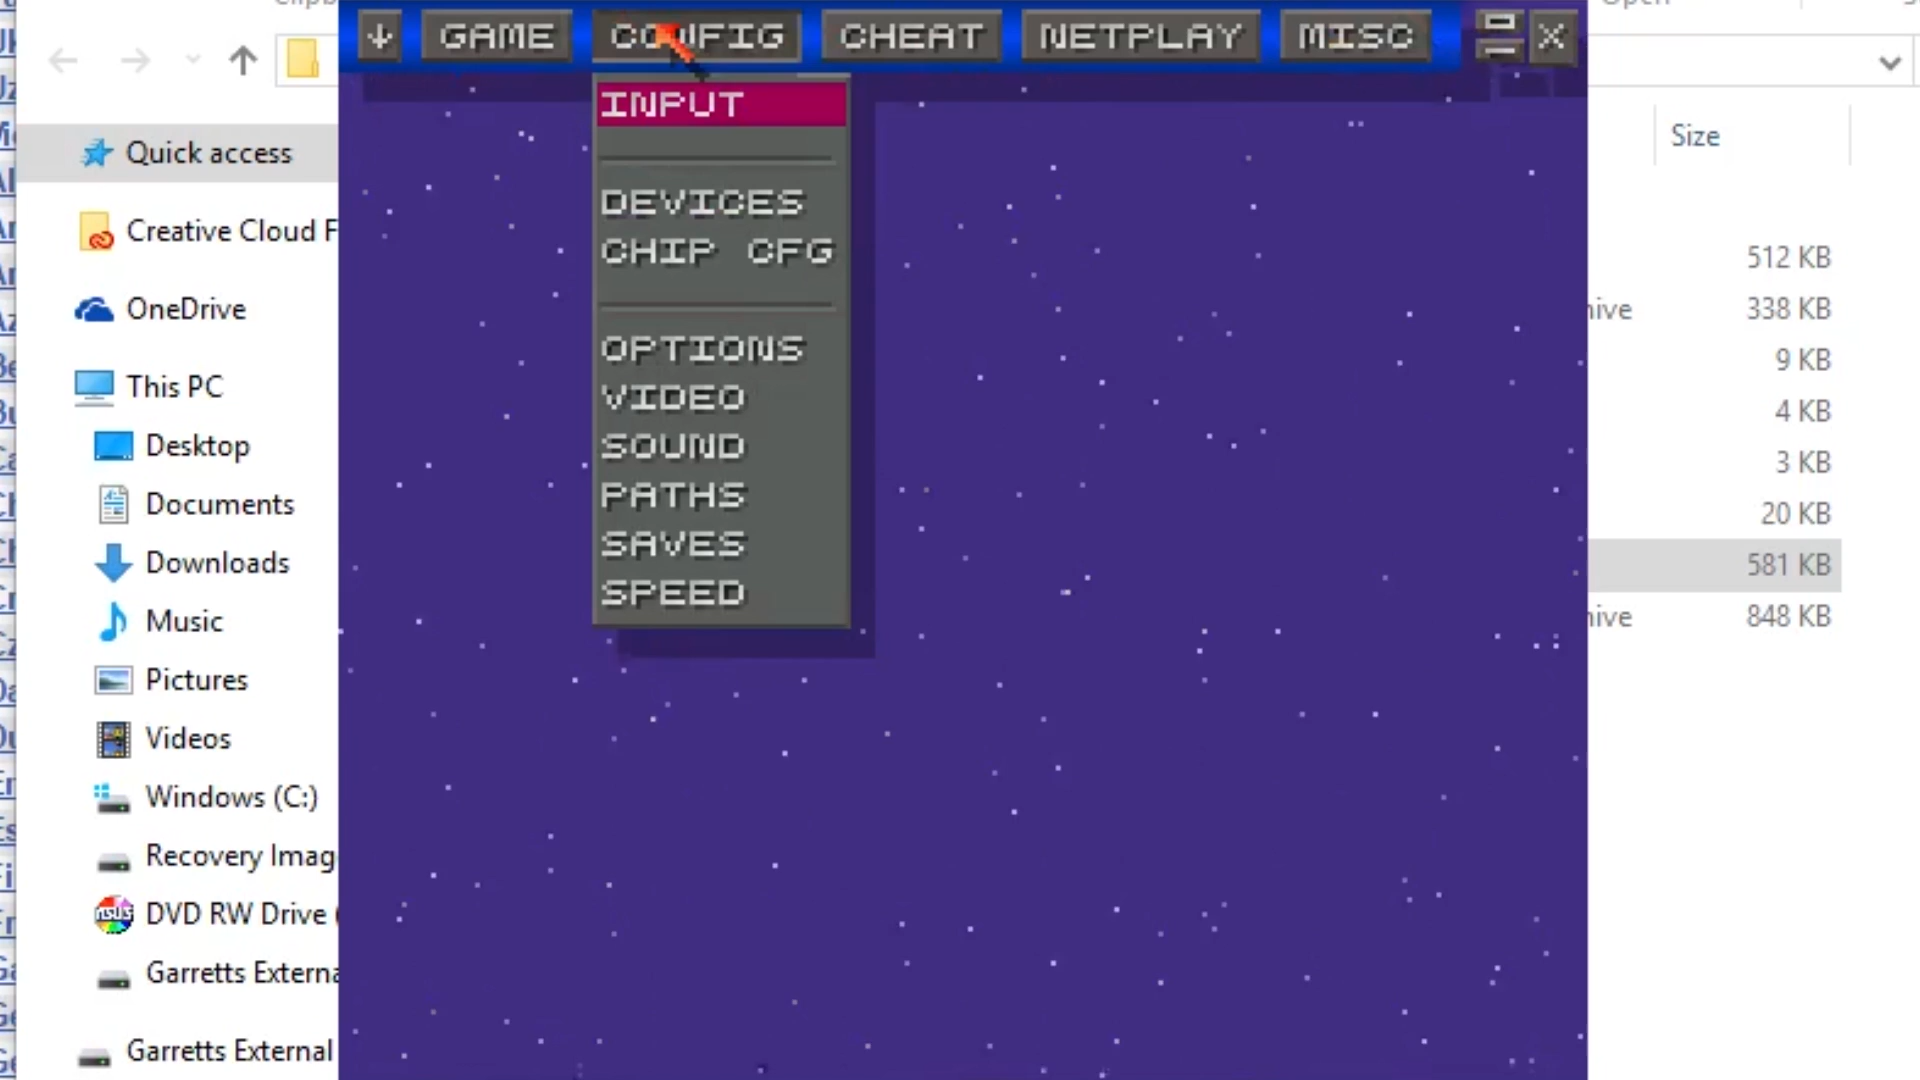 GAME CONFIG CHEAT NETPLAY MISC
INPUT
DEVICES
CHIP CFG
OPTIONS
VIDEO
SOUND
PATHS
SAVES
SPEED
Quick access
Creative Cloud F
OneDrive
This PC
Desktop
Documents
Downloads
Music
Pictures
Videos
Windows (C:)
Recovery Imag
DVD RW Drive (
Garretts Externa
Garretts External
Size
512 KB
338 KB
9 KB
4 KB
3 KB
20 KB
581 KB
848 KB